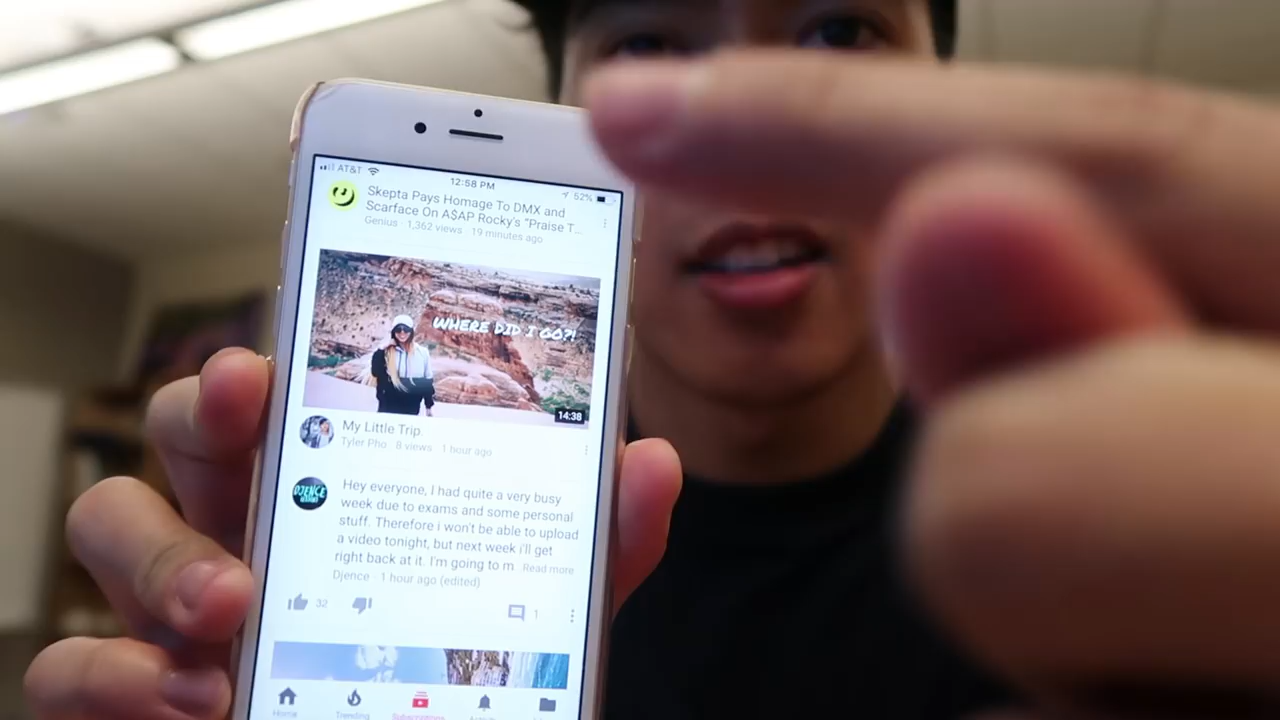 AT&T
12:58 PM
52%
Skepta Pays Homage To DMX and
Scarface On A$AP Rocky's "Praise T...
Genius · 1,362 views · 19 minutes ago
WHERE DID I GO?!
14:38
My Little Trip.
Tyler Pho · 8 views · 1 hour ago
DJENCE
Hey everyone, I had quite a very busy
week due to exams and some personal
stuff. Therefore i won't be able to upload
a video tonight, but next week i'll get
right back at it. I'm going to m... Read more
Djence · 1 hour ago (edited)
32
1
Home
Trending
Subscriptions